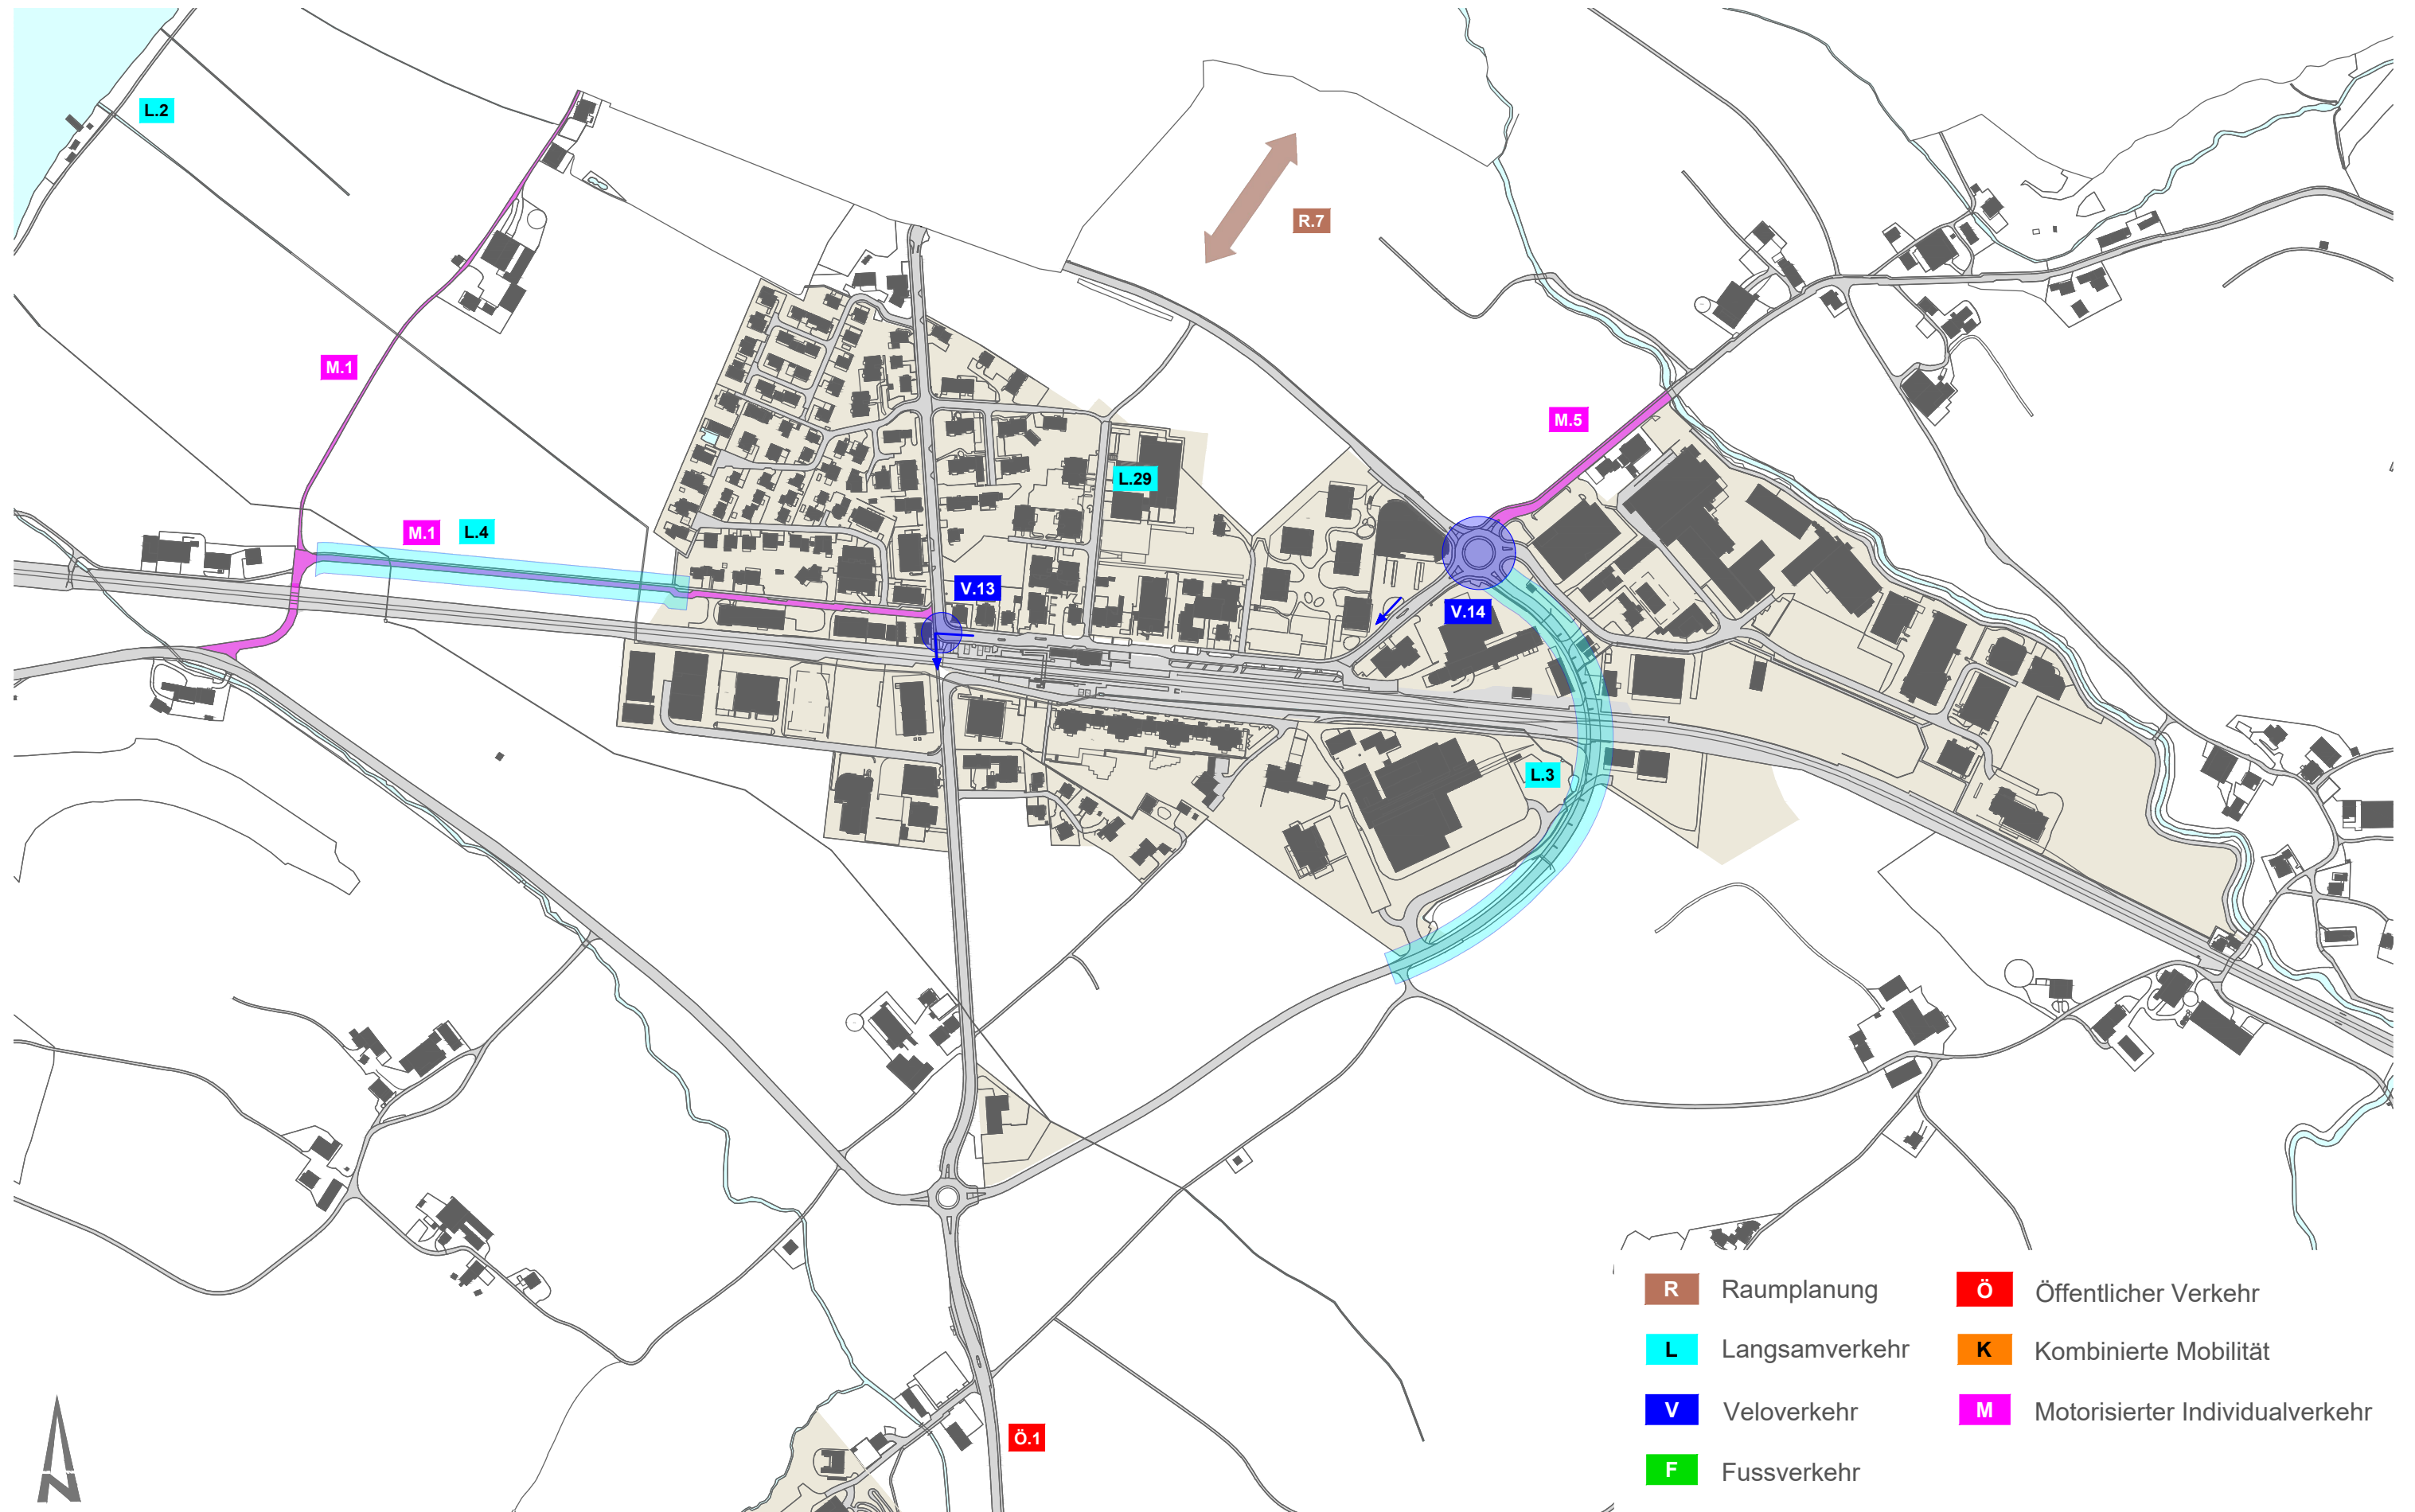 L.2
R.7
M.1
M.5
L.29
M.1 L.4
V.13
V.14
L.3
Ö.1
R Raumplanung
Ö Öffentlicher Verkehr
L Langsamverkehr
K Kombinierte Mobilität
V Veloverkehr
M Motorisierter Individualverkehr
F Fussverkehr
N